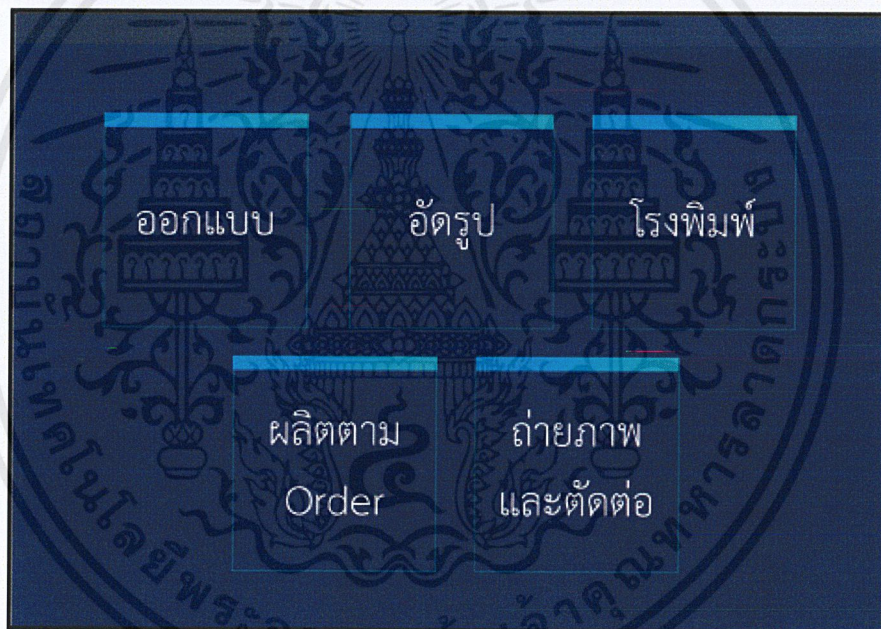 ออกแบบ
อัดรูป
โรงพิมพ์
ผลิตตาม
Order
ถ่ายภาพ
และตัดต่อ